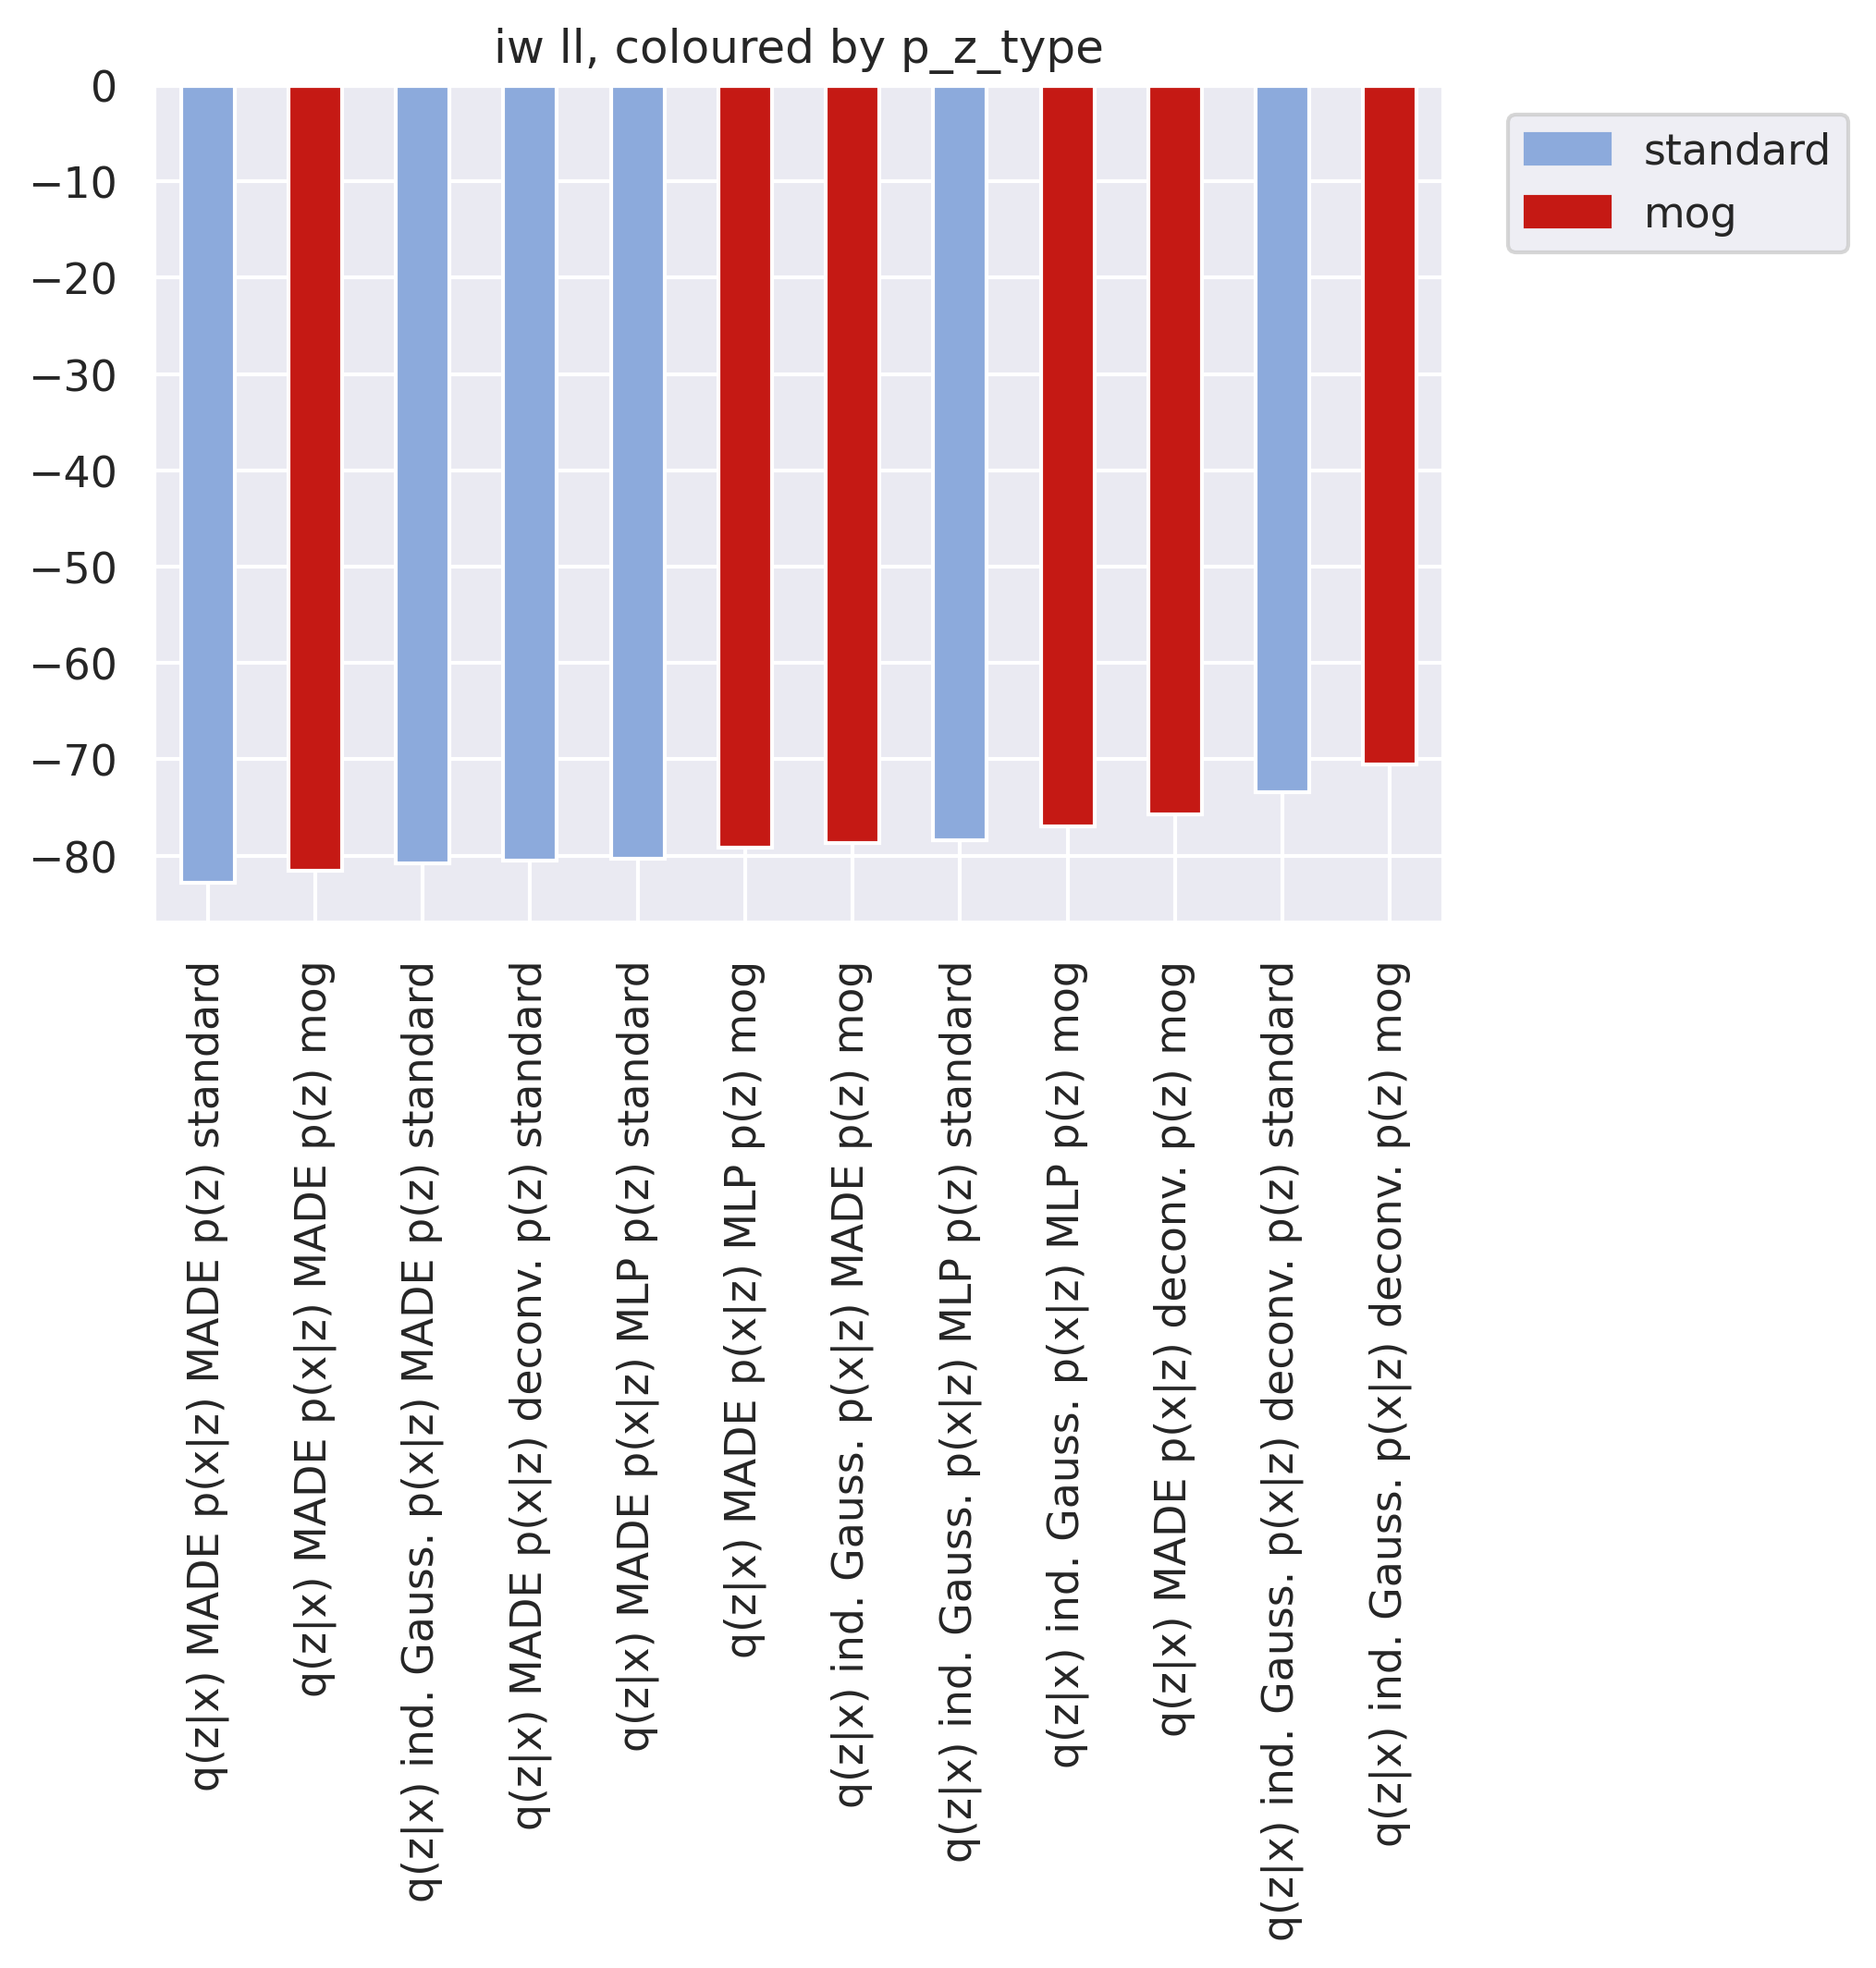 iw ll, coloured by p_z_type
0
−10
−20
−30
−40
−50
−60
−70
−80
standard
mog
q(z|x) MADE p(x|z) MADE p(z) standard
q(z|x) MADE p(x|z) MADE p(z) mog
q(z|x) ind. Gauss. p(x|z) MADE p(z) standard
q(z|x) MADE p(x|z) deconv. p(z) standard
q(z|x) MADE p(x|z) MLP p(z) standard
q(z|x) MADE p(x|z) MLP p(z) mog
q(z|x) ind. Gauss. p(x|z) MADE p(z) mog
q(z|x) ind. Gauss. p(x|z) MLP p(z) standard
q(z|x) ind. Gauss. p(x|z) MLP p(z) mog
q(z|x) MADE p(x|z) deconv. p(z) mog
q(z|x) ind. Gauss. p(x|z) deconv. p(z) standard
q(z|x) ind. Gauss. p(x|z) deconv. p(z) mog